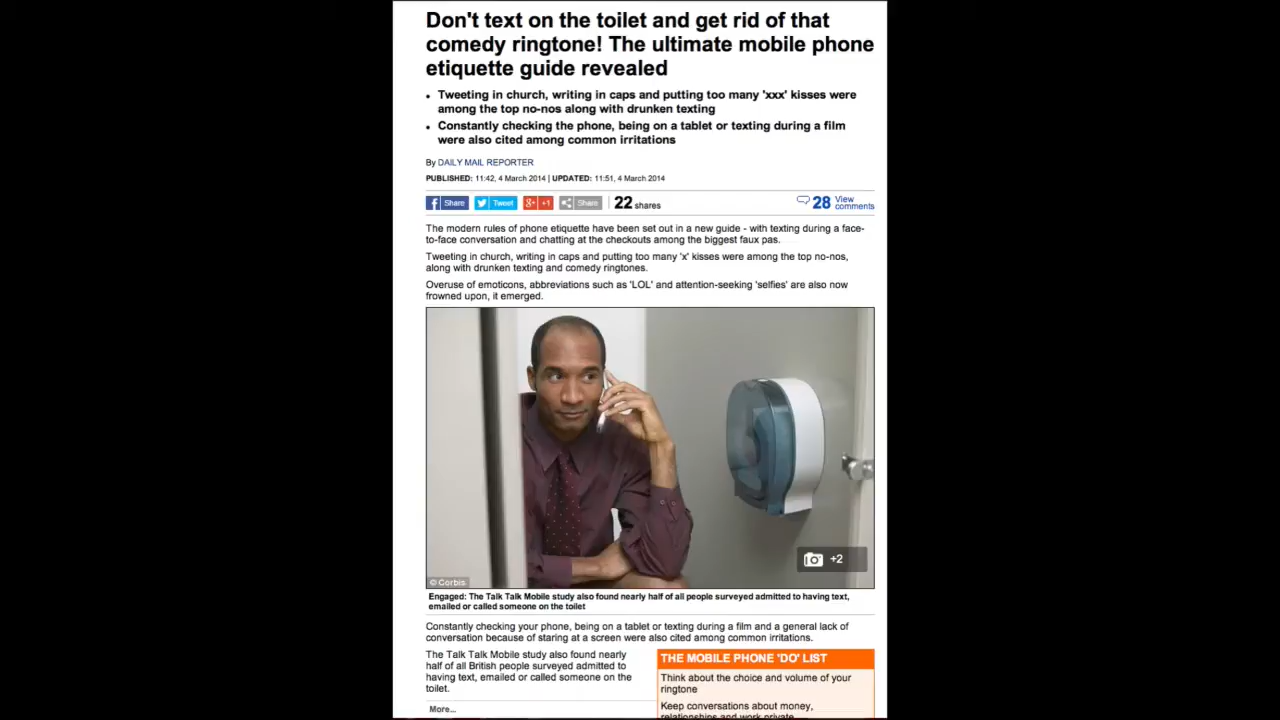 Don't text on the toilet and get rid of that
comedy ringtone! The ultimate mobile phone
etiquette guide revealed
• Tweeting in church, writing in caps and putting too many 'xxx' kisses were
among the top no-nos along with drunken texting
• Constantly checking the phone, being on a tablet or texting during a film
were also cited among common irritations
By DAILY MAIL REPORTER
PUBLISHED: 11:42, 4 March 2014 | UPDATED: 11:51, 4 March 2014
Share Tweet +1 Share 22 shares 28 View comments
The modern rules of phone etiquette have been set out in a new guide - with texting during a face-
to-face conversation and chatting at the checkouts among the biggest faux pas.
Tweeting in church, writing in caps and putting too many 'x' kisses were among the top no-nos,
along with drunken texting and comedy ringtones.
Overuse of emoticons, abbreviations such as 'LOL' and attention-seeking 'selfies' are also now
frowned upon, it emerged.
+2
© Corbis
Engaged: The Talk Talk Mobile study also found nearly half of all people surveyed admitted to having text,
emailed or called someone on the toilet
Constantly checking your phone, being on a tablet or texting during a film and a general lack of
conversation because of staring at a screen were also cited among common irritations.
The Talk Talk Mobile study also found nearly
half of all British people surveyed admitted to
having text, emailed or called someone on the
toilet.
More...
THE MOBILE PHONE 'DO' LIST
Think about the choice and volume of your
ringtone
Keep conversations about money,
relationships and work private